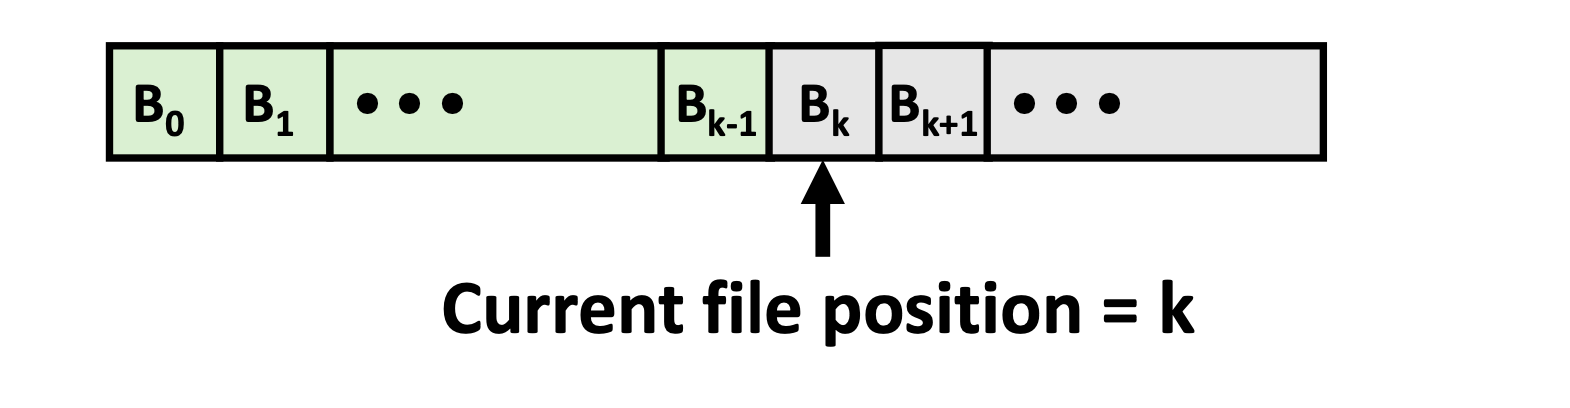 B0 B1 ••• Bk-1 Bk Bk+1 •••
Current file position = k